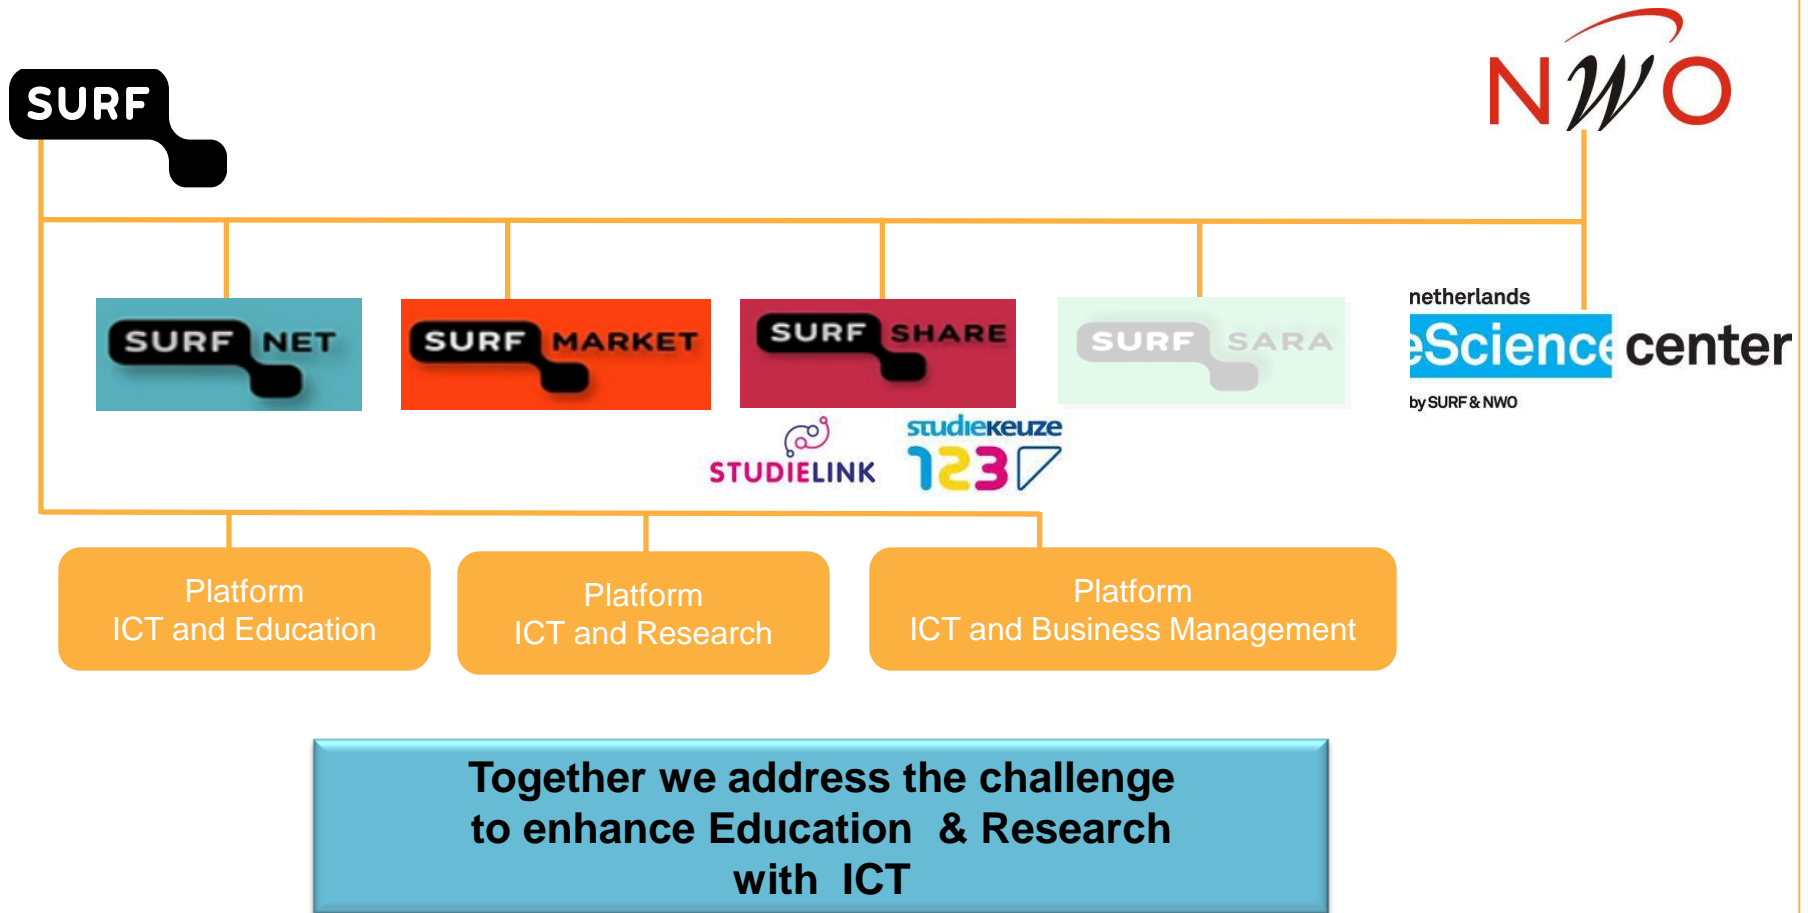 SURF
NWO
SURF NET
SURF MARKET
SURF SHARE
SURF SARA
netherlands
eScience center
by SURF & NWO
STUDIELINK
studiekeuze
123
Platform
ICT and Education
Platform
ICT and Research
Platform
ICT and Business Management
Together we address the challenge
to enhance Education & Research
with ICT